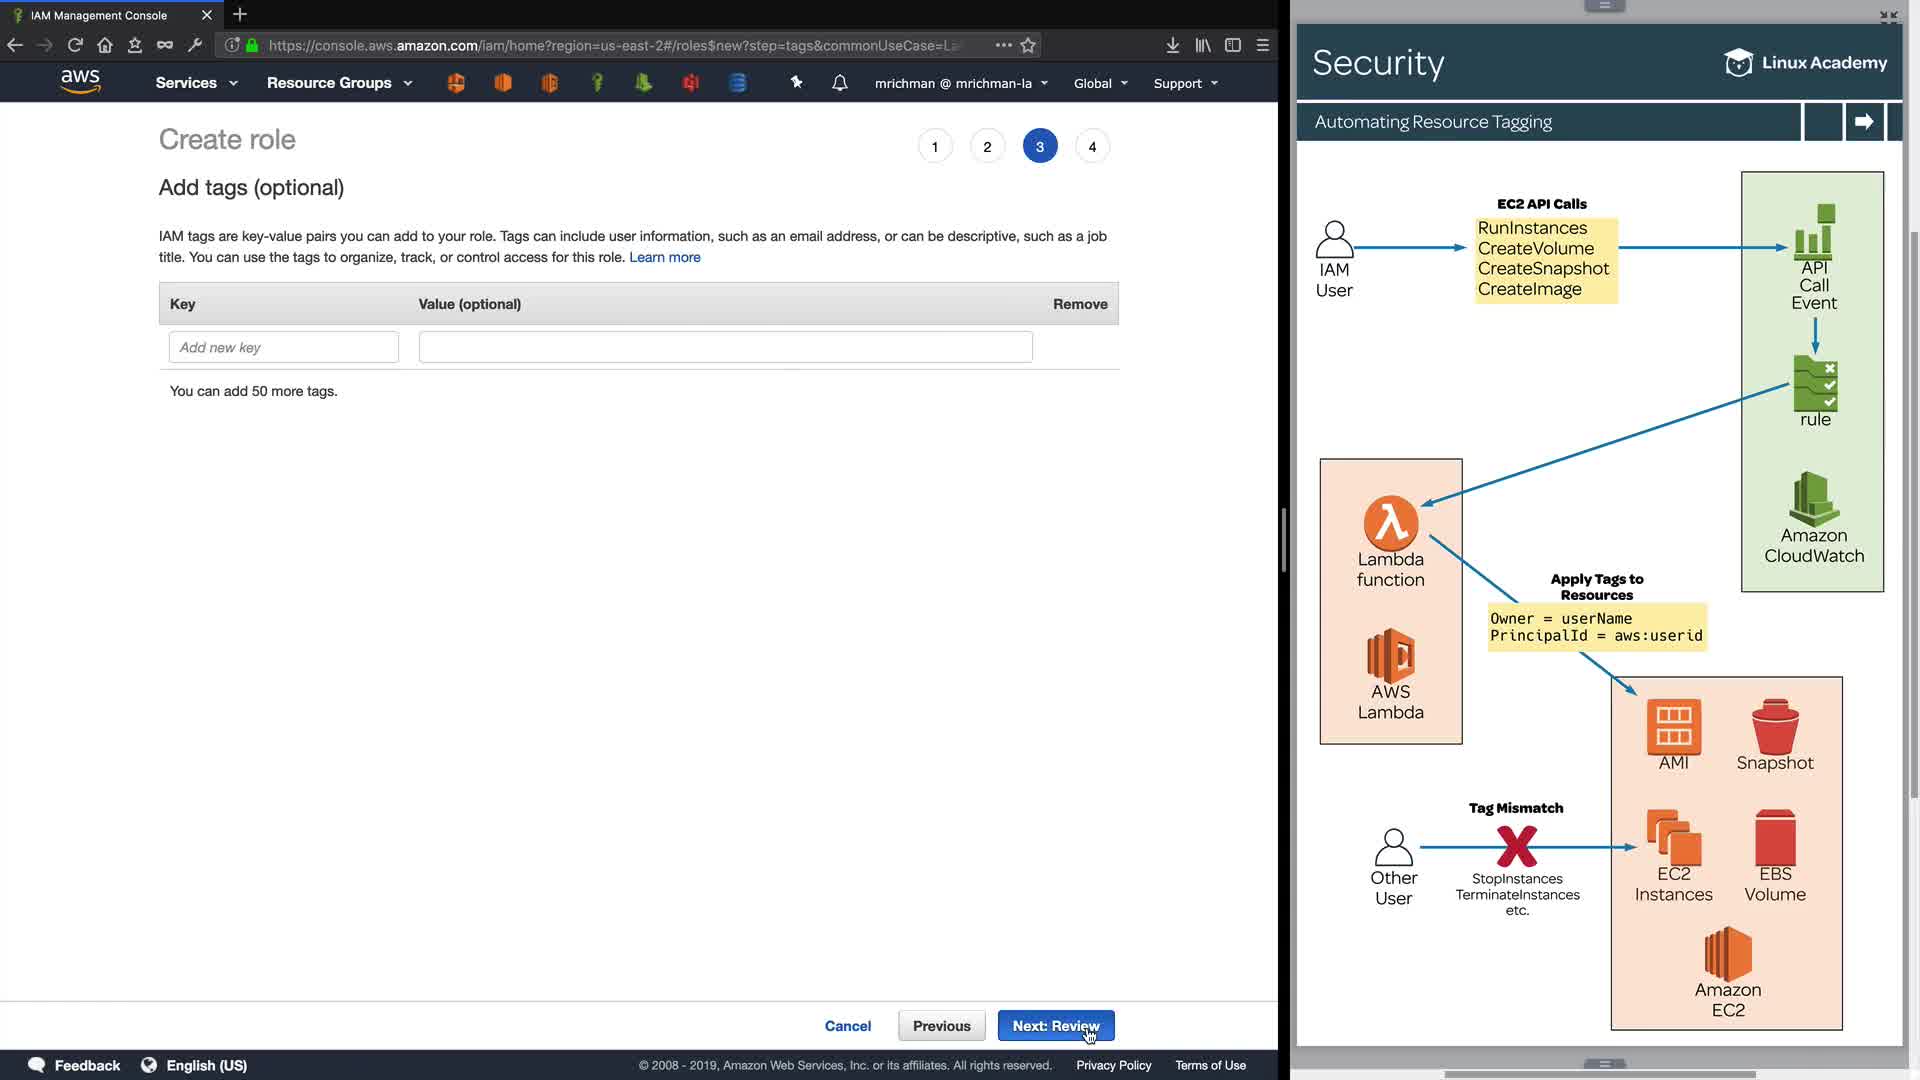 IAM Management Console
https://console.aws.amazon.com/iam/home?region=us-east-2#/roles$new?step=tags&commonUseCase=La
aws
Services
Resource Groups
mrichman @ mrichman-la
Global
Support
Create role
1
2
3
4
Add tags (optional)
IAM tags are key-value pairs you can add to your role. Tags can include user information, such as an email address, or can be descriptive, such as a job
title. You can use the tags to organize, track, or control access for this role. Learn more
Key
Value (optional)
Remove
Add new key
You can add 50 more tags.
Cancel
Previous
Next: Review
Feedback
English (US)
© 2008 - 2019, Amazon Web Services, Inc. or its affiliates. All rights reserved.
Privacy Policy
Terms of Use
Security
Linux Academy
Automating Resource Tagging
IAM
User
EC2 API Calls
RunInstances
CreateVolume
CreateSnapshot
CreateImage
API
Call
Event
rule
Amazon
CloudWatch
Lambda
function
AWS
Lambda
Apply Tags to
Resources
Owner = userName
PrincipalId = aws:userid
AMI
Snapshot
Tag Mismatch
Other
User
StopInstances
TerminateInstances
etc.
EC2
Instances
EBS
Volume
Amazon
EC2